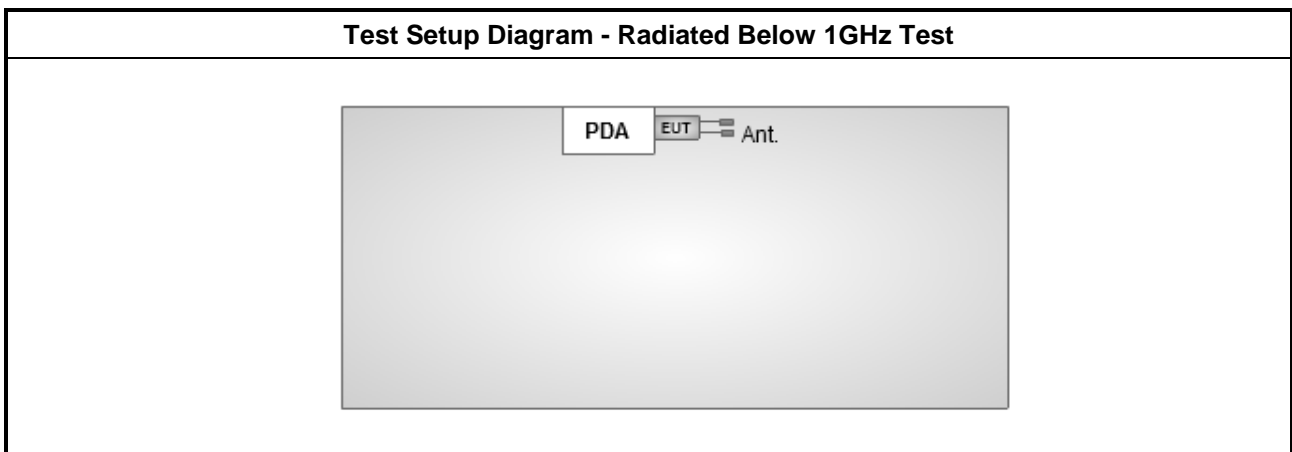 Test Setup Diagram - Radiated Below 1GHz Test
PDA
EUT
Ant.